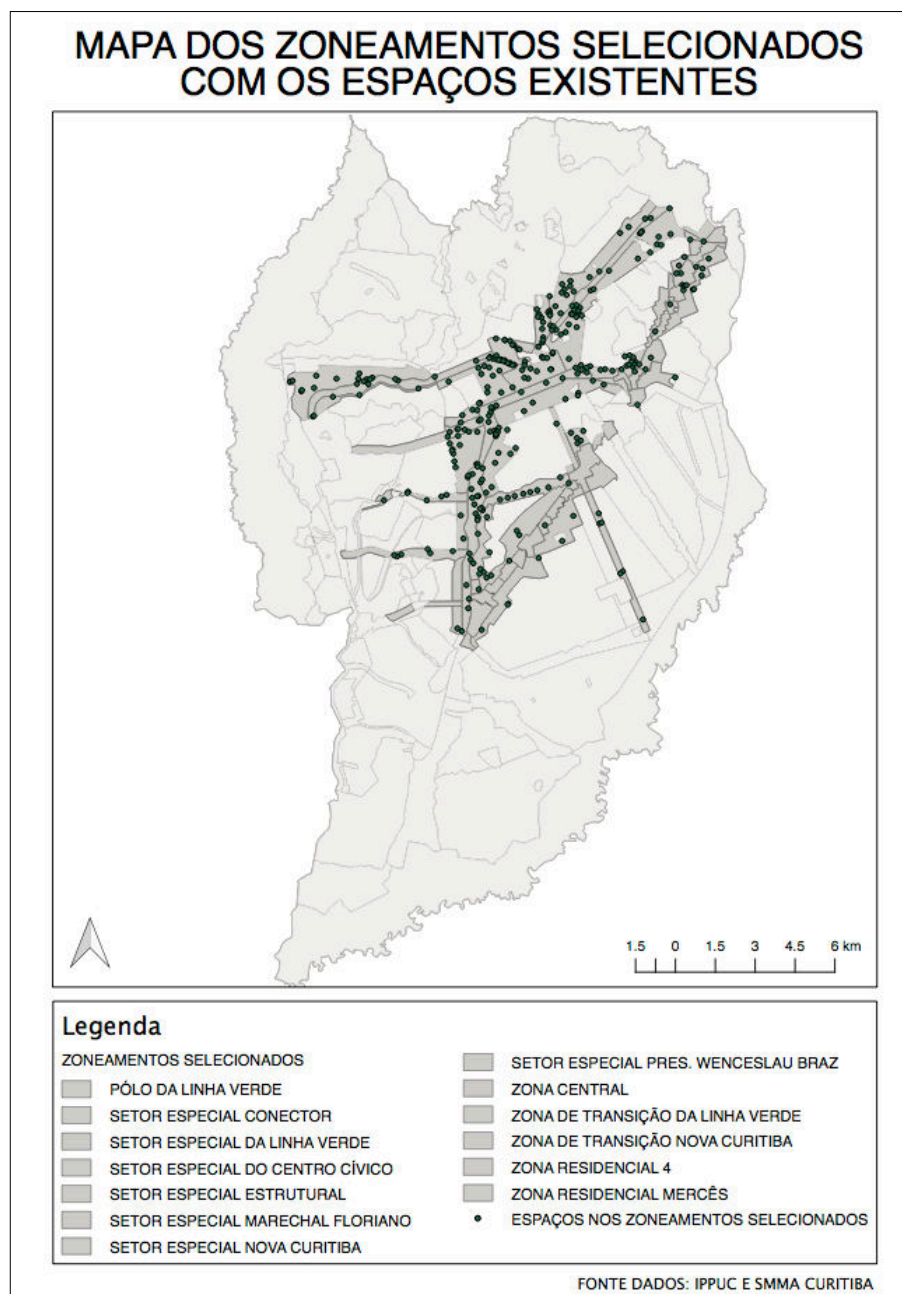 MAPA DOS ZONEAMENTOS SELECIONADOS
COM OS ESPAÇOS EXISTENTES
1.5 0 1.5 3 4.5 6 km
Legenda
ZONEAMENTOS SELECIONADOS
PÓLO DA LINHA VERDE
SETOR ESPECIAL CONECTOR
SETOR ESPECIAL DA LINHA VERDE
SETOR ESPECIAL DO CENTRO CÍVICO
SETOR ESPECIAL ESTRUTURAL
SETOR ESPECIAL MARECHAL FLORIANO
SETOR ESPECIAL NOVA CURITIBA
SETOR ESPECIAL PRES. WENCESLAU BRAZ
ZONA CENTRAL
ZONA DE TRANSIÇÃO DA LINHA VERDE
ZONA DE TRANSIÇÃO NOVA CURITIBA
ZONA RESIDENCIAL 4
ZONA RESIDENCIAL MERCÊS
ESPAÇOS NOS ZONEAMENTOS SELECIONADOS
FONTE DADOS: IPPUC E SMMA CURITIBA